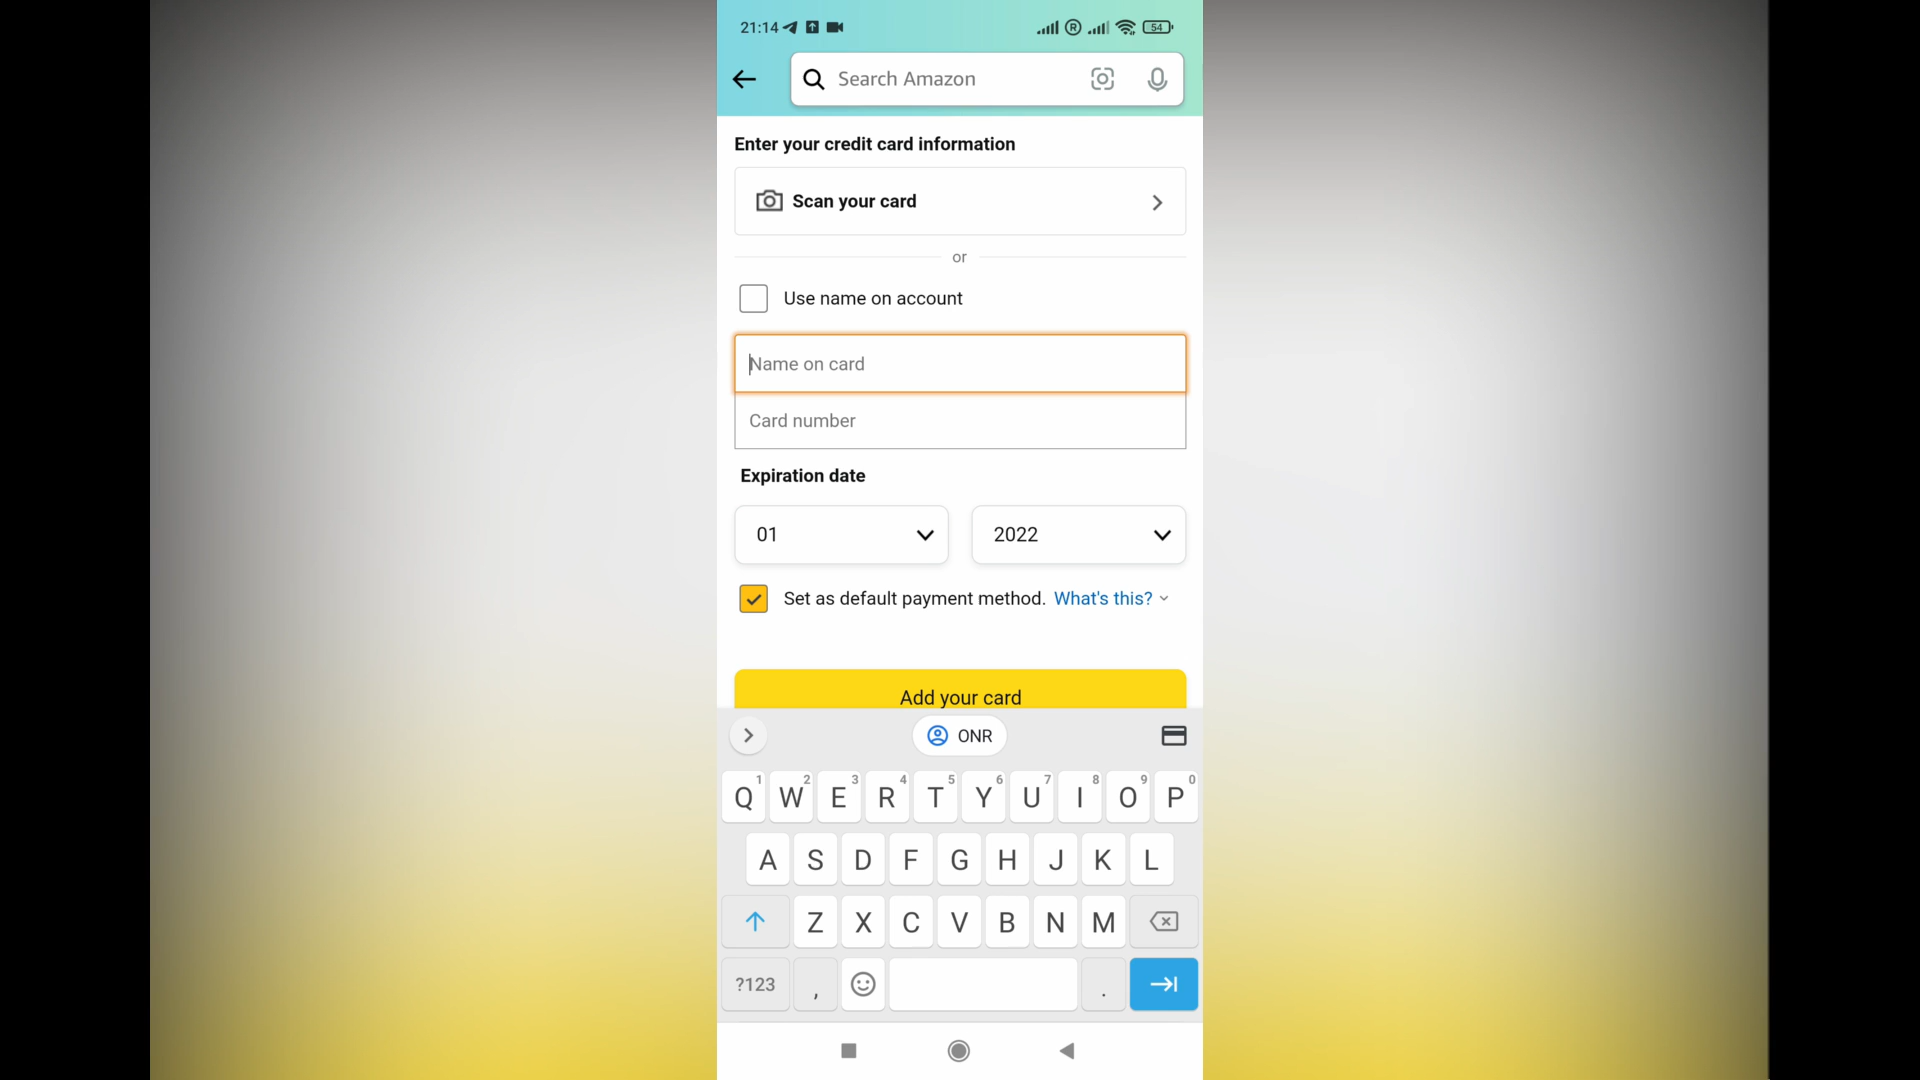 21:14 R 54
Search Amazon
Enter your credit card information
Scan your card
or
Use name on account
Name on card
Card number
Expiration date
01 2022
Set as default payment method. What's this?
Add your card
ONR
1 2 3 4 5 6 7 8 9 0
Q W E R T Y U I O P
A S D F G H J K L
Z X C V B N M
?123 , .